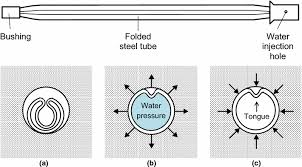 Bushing
Folded
steel tube
Water
injection
hole
Water
pressure
Tongue
(a)
(b)
(c)